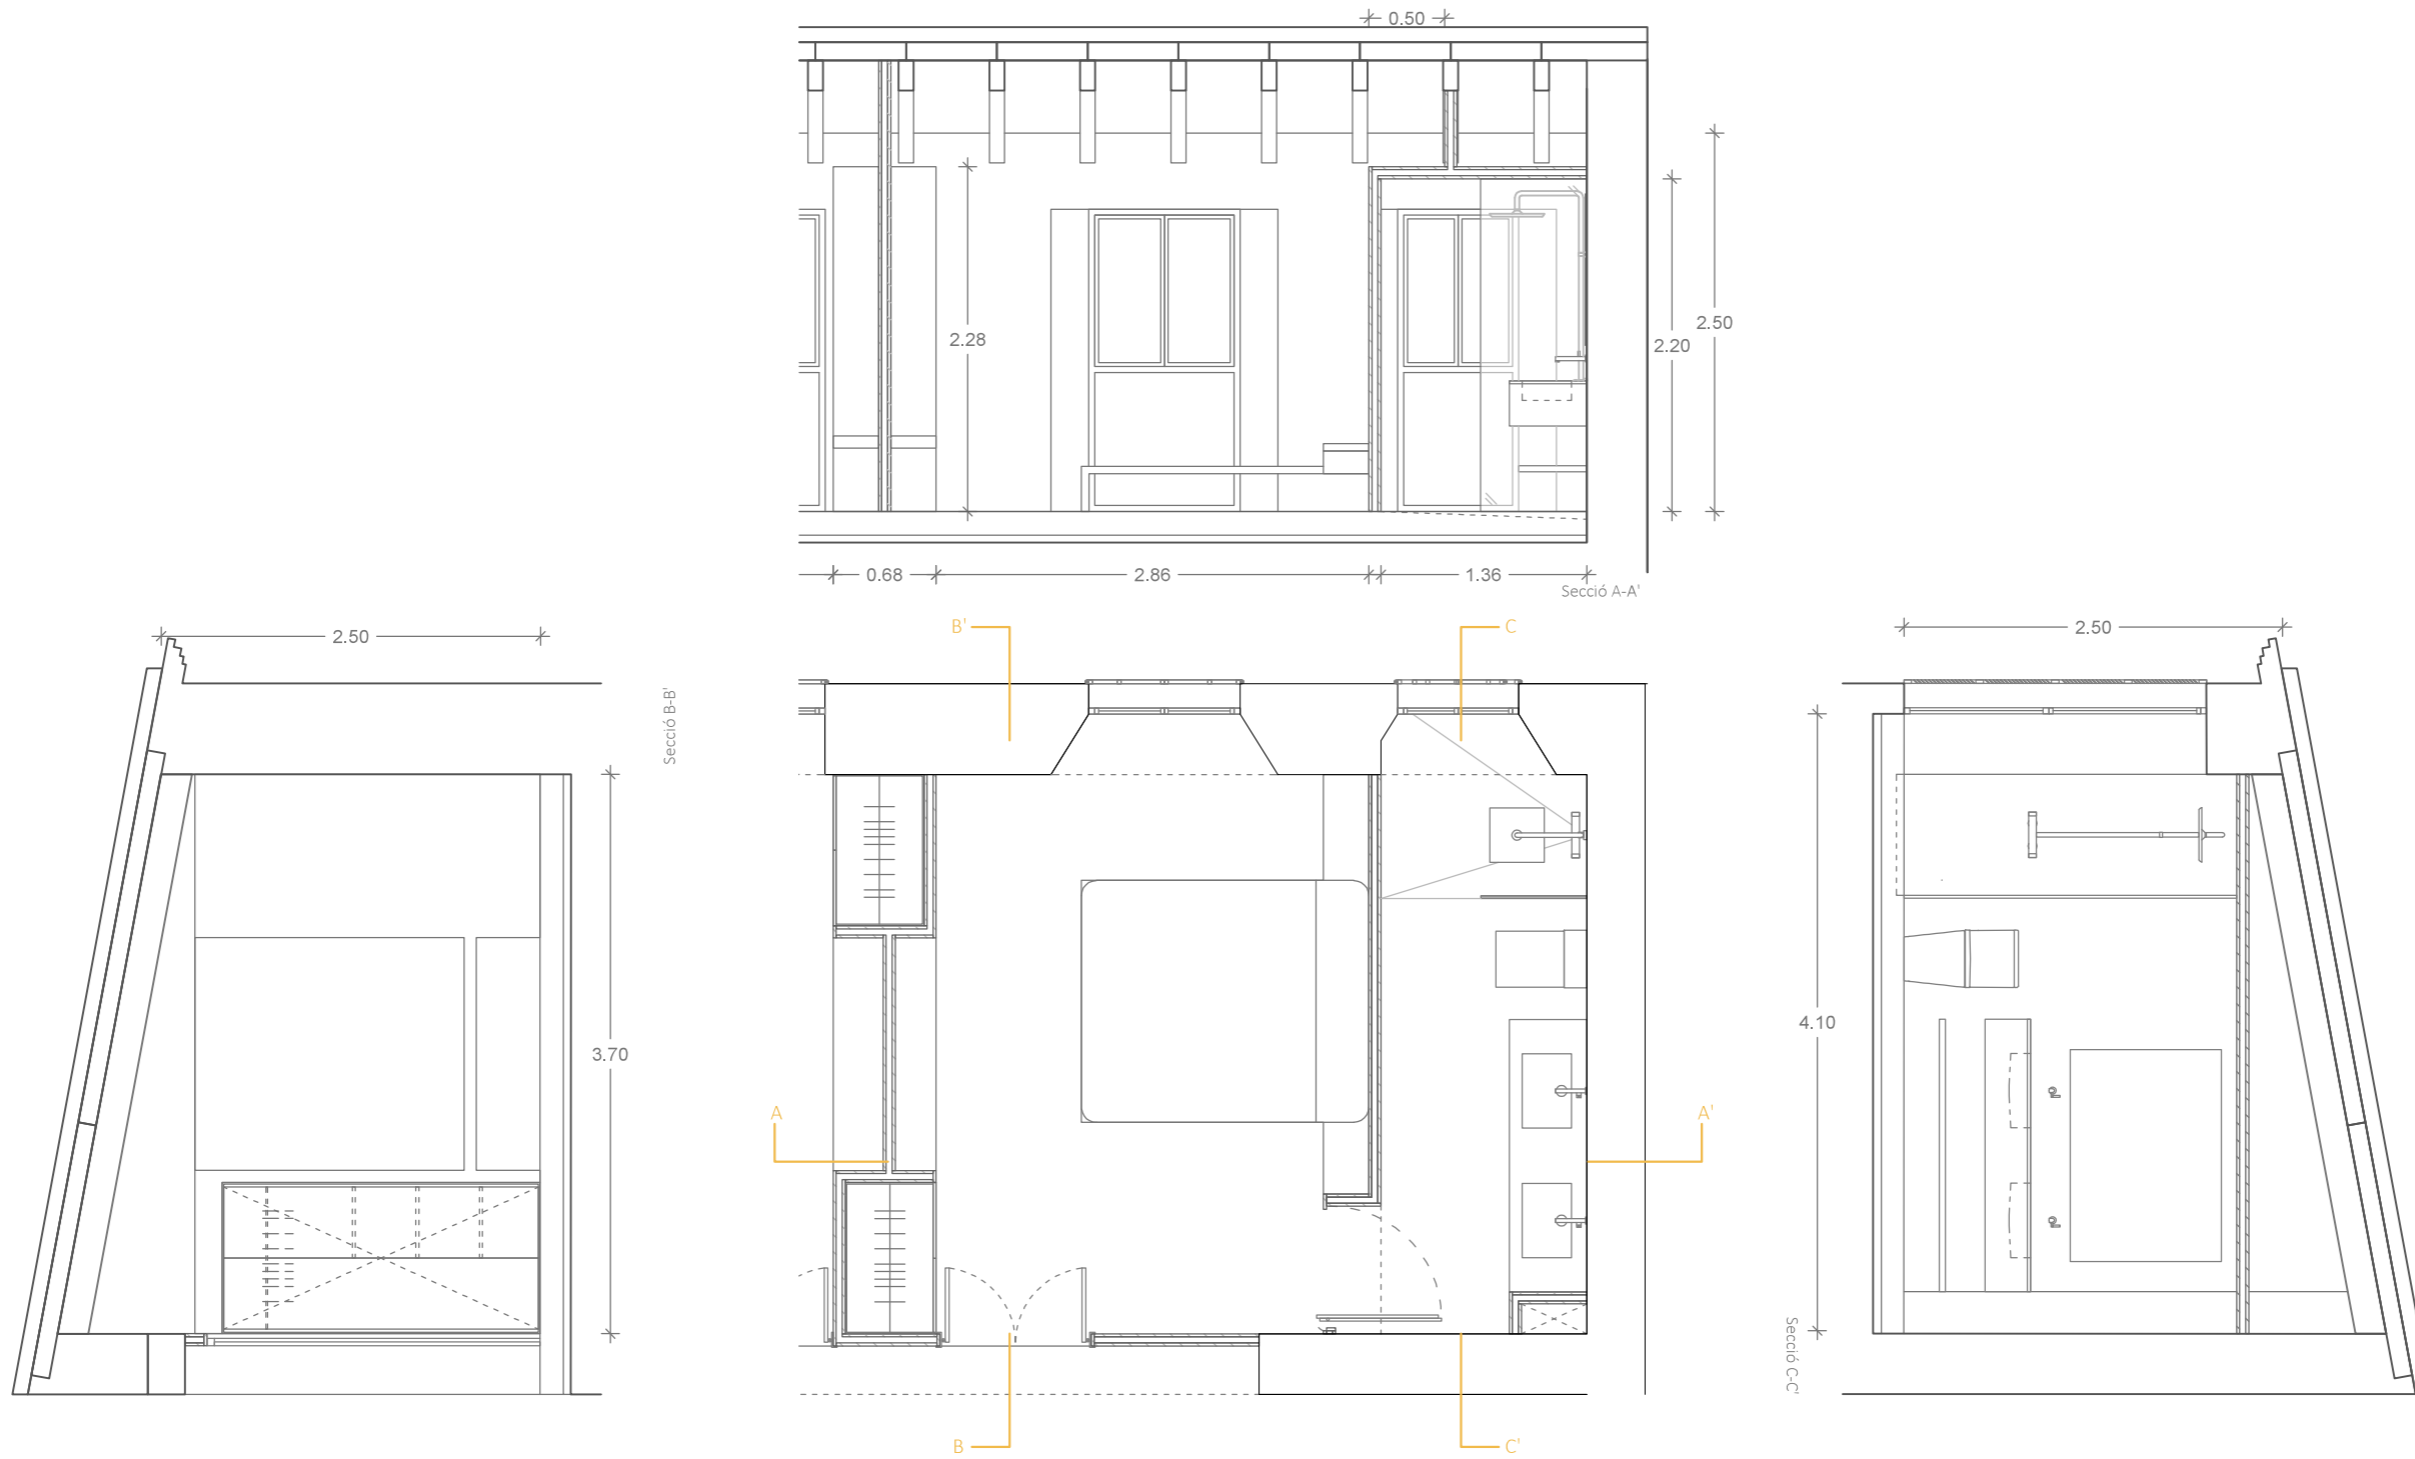 0.50
2.28
2.50
2.20
0.68
2.86
1.36
Secció A-A'
B'
C
2.50
2.50
Secció B-B'
3.70
4.10
A
A'
Secció C-C'
B
C'